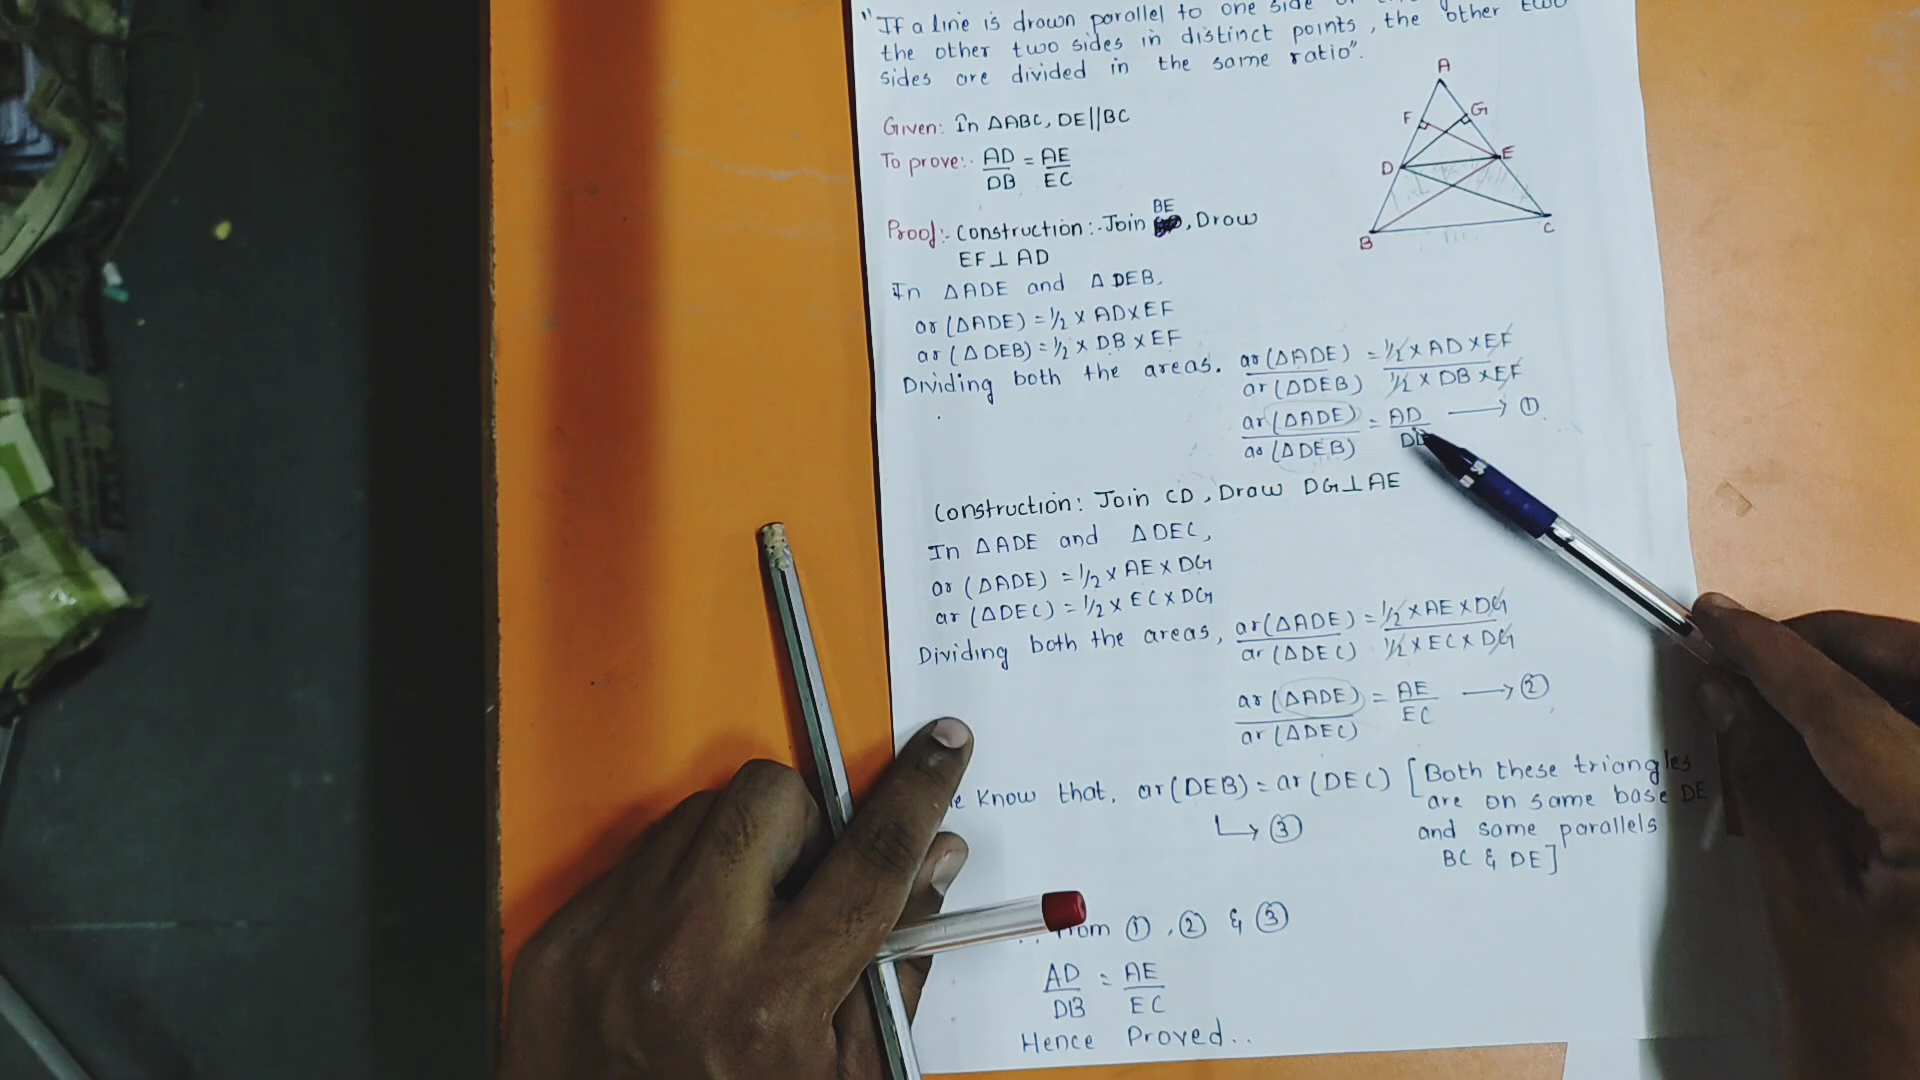 "If a line is drawn parallel to one side
the other two sides in distinct points, the other two
sides are divided in the same ratio".
A
F
G
D
E
B
C
Given: In ΔABC, DE||BC
To prove:- AD/DB = AE/EC
Proof:- Construction:- Join BE, Draw
EF⊥AD
In ΔADE and ΔDEB,
ar(ΔADE) = 1/2 × AD × EF
ar(ΔDEB) = 1/2 × DB × EF
Dividing both the areas. ar(ΔADE)/ar(ΔDEB) = 1/2 × AD × EF / 1/2 × DB × EF
ar(ΔADE)/ar(ΔDEB) = AD/D → ①
Construction: Join CD, Draw DG⊥AE
In ΔADE and ΔDEC,
ar(ΔADE) = 1/2 × AE × DG
ar(ΔDEC) = 1/2 × EC × DG
Dividing both the areas, ar(ΔADE)/ar(ΔDEC) = 1/2 × AE × DG / 1/2 × EC × DG
ar(ΔADE)/ar(ΔDEC) = AE/EC → ②
know that, ar(DEB) = ar(DEC) [Both these triangles
are on same base DE
↳ ③ and same parallels
BC & DE]
from ①, ② & ③
AD/DB = AE/EC
Hence Proved..